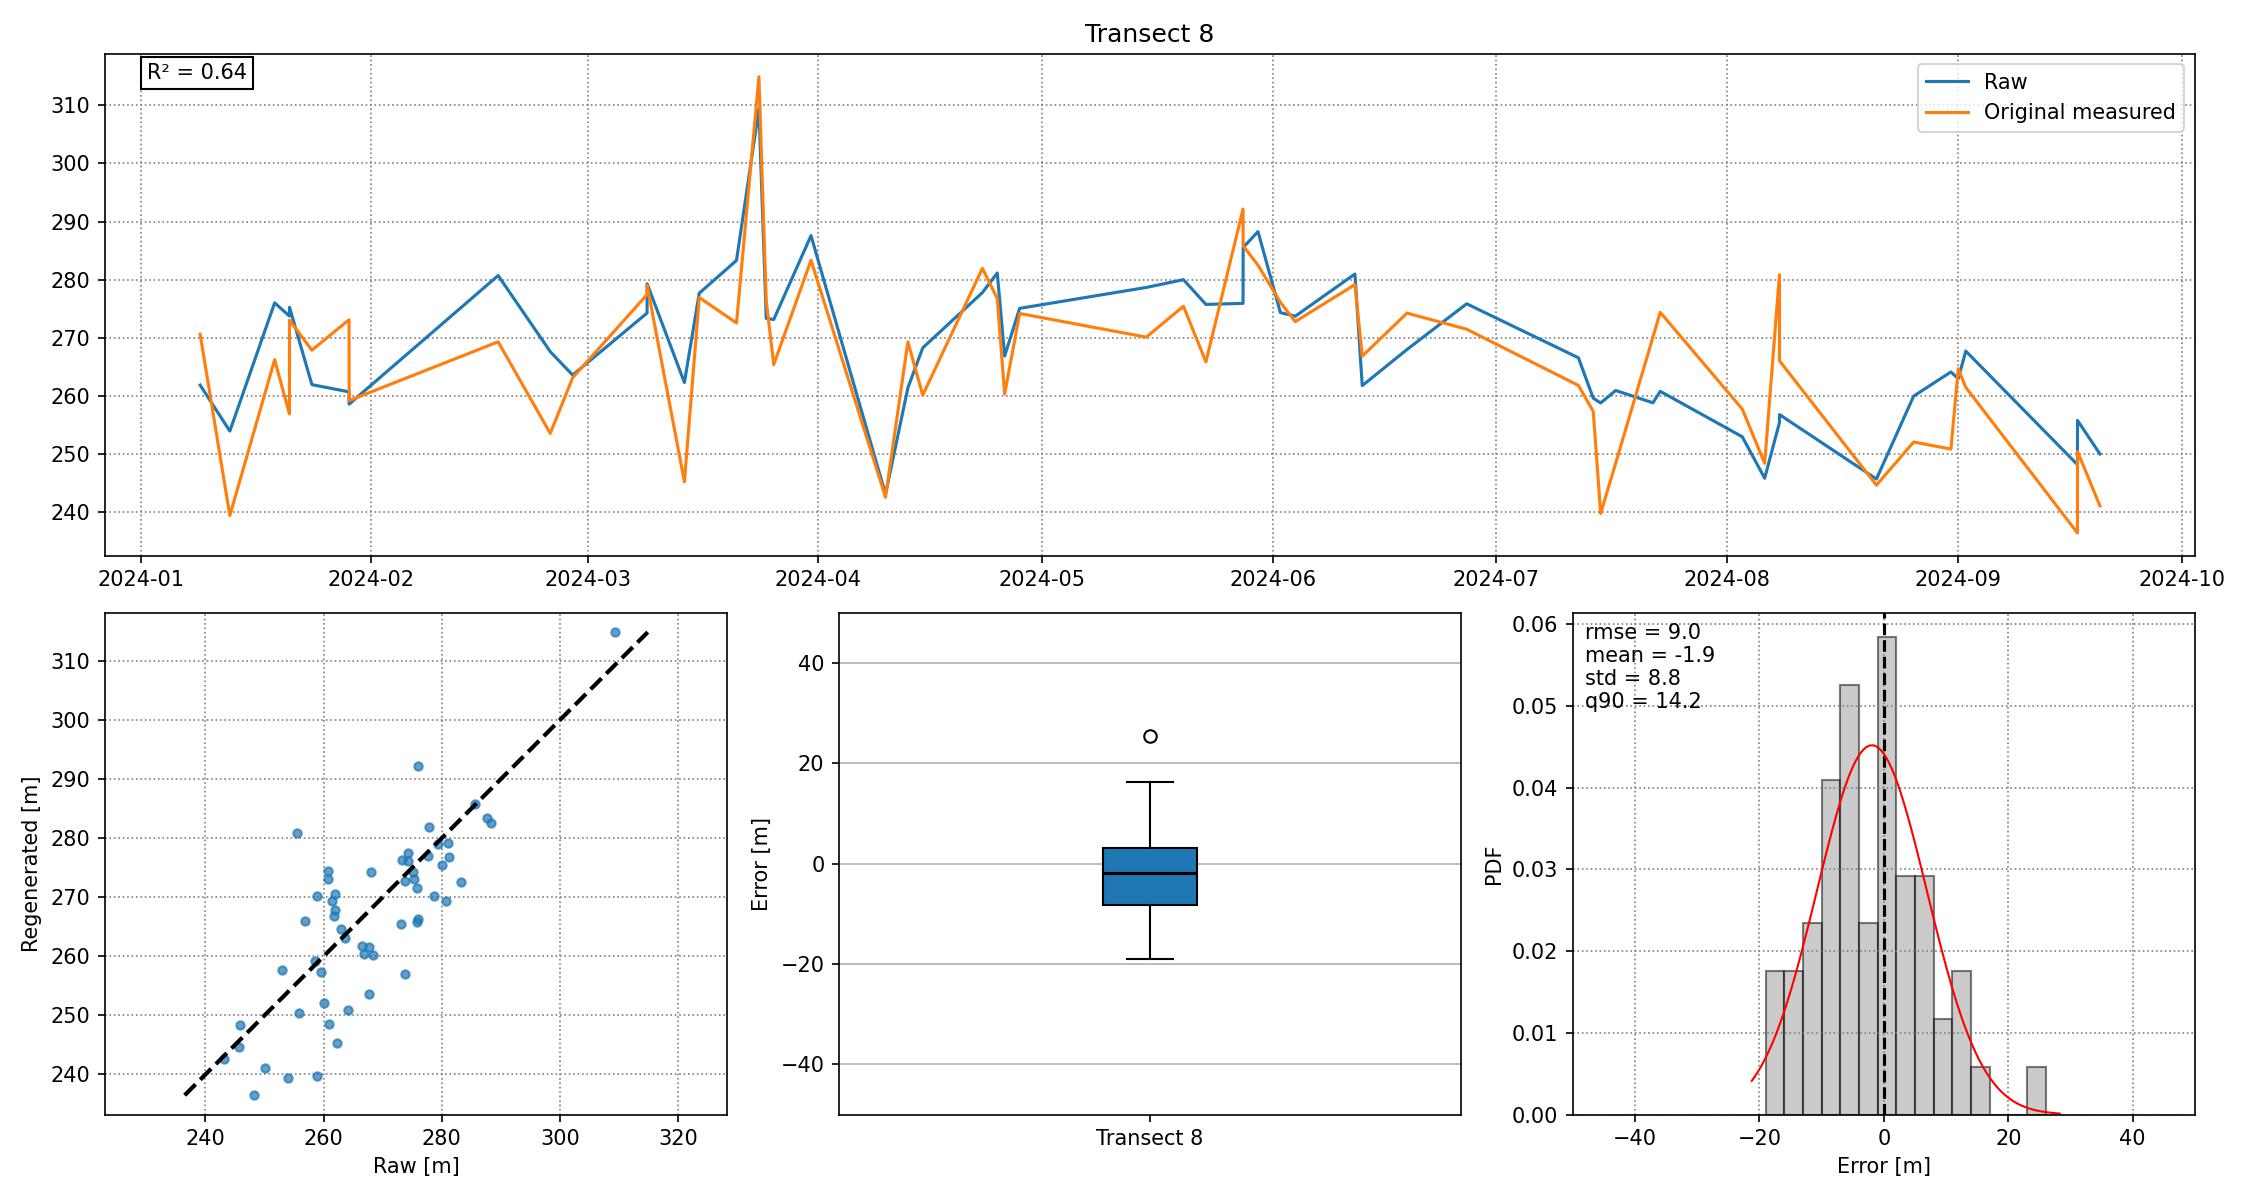 Transect 8
R² = 0.64
Raw
Original measured
310
300
290
280
270
260
250
240
2024-01 2024-02 2024-03 2024-04 2024-05 2024-06 2024-07 2024-08 2024-09 2024-10
Regenerated [m]
310
300
290
280
270
260
250
240
240 260 280 300 320
Raw [m]
Error [m]
40
20
0
−20
−40
Transect 8
PDF
0.06
0.05
0.04
0.03
0.02
0.01
0.00
rmse = 9.0
mean = -1.9
std = 8.8
q90 = 14.2
−40 −20 0 20 40
Error [m]